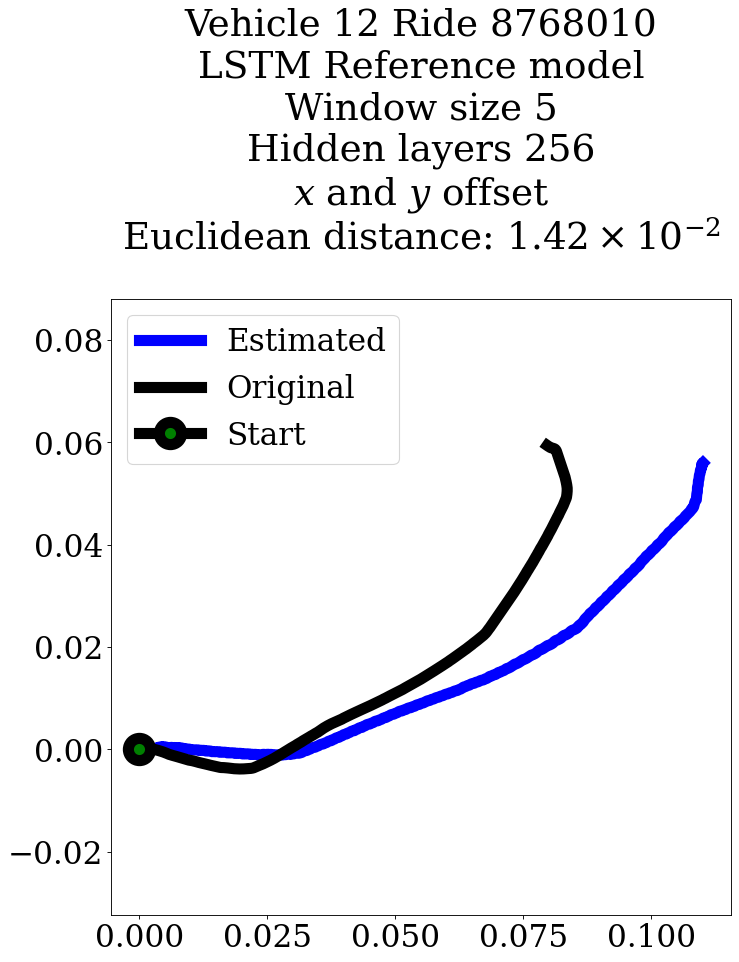 Vehicle 12 Ride 8768010
LSTM Reference model
Window size 5
Hidden layers 256
x and y offset
Euclidean distance: 1.42 × 10⁻²
Estimated
Original
Start
0.08
0.06
0.04
0.02
0.00
−0.02
0.000 0.025 0.050 0.075 0.100